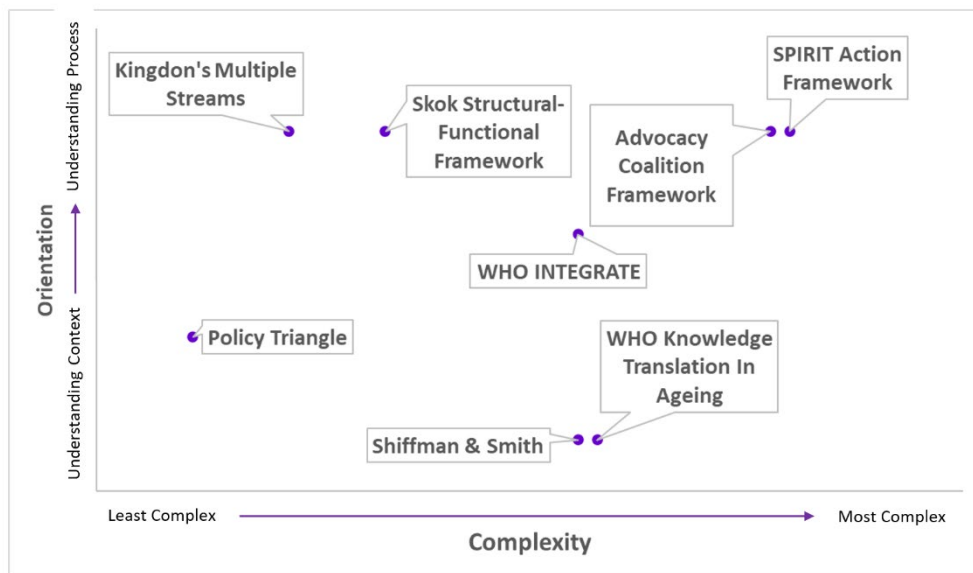 Kingdon's Multiple
Streams
Skok Structural-
Functional
Framework
SPIRIT Action
Framework
Advocacy
Coalition
Framework
WHO INTEGRATE
Policy Triangle
WHO Knowledge
Translation In
Ageing
Shiffman & Smith
Understanding Process
Orientation
Understanding Context
Least Complex
Most Complex
Complexity